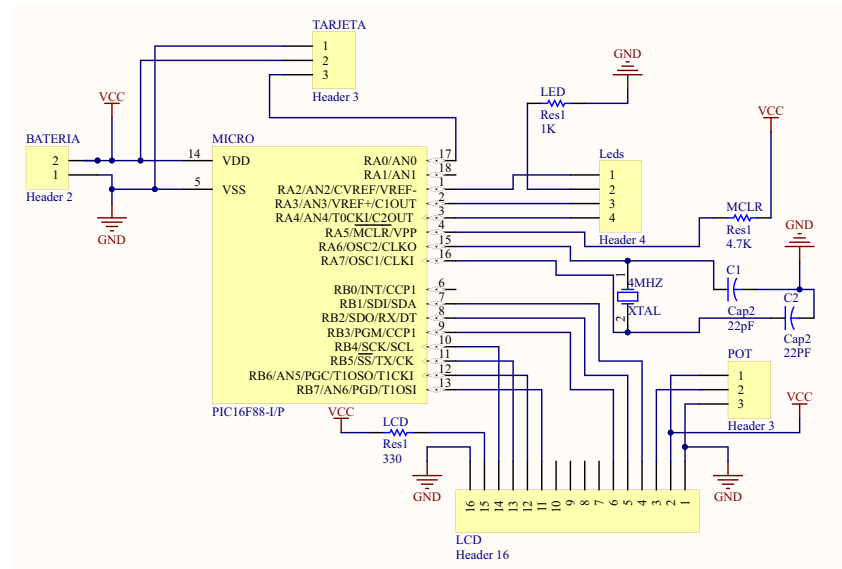 TARJETA
1
2
3
Header 3
GND
LED
Res1
1K
VCC
VCC
BATERIA
2
1
Header 2
GND
MICRO
14 VDD
5 VSS
RA0/AN0 17
RA1/AN1 18
RA2/AN2/CVREF/VREF- 1
RA3/AN3/VREF+/C1OUT 2
RA4/AN4/T0CKI/C2OUT 3
RA5/MCLR/VPP 4
RA6/OSC2/CLKO 15
RA7/OSC1/CLKI 16
RB0/INT/CCP1 6
RB1/SDI/SDA 7
RB2/SDO/RX/DT 8
RB3/PGM/CCP1 9
RB4/SCK/SCL 10
RB5/SS/TX/CK 11
RB6/AN5/PGC/T1OSO/T1CKI 12
RB7/AN6/PGD/T1OSI 13
PIC16F88-I/P
Leds
1
2
3
4
Header 4
MCLR
Res1
4.7K
GND
1
4MHZ
XTAL
2
C1
Cap2
22pF
C2
Cap2
22PF
POT
1
2
3
Header 3
VCC
VCC
LCD
Res1
330
GND
GND
16 15 14 13 12 11 10 9 8 7 6 5 4 3 2 1
LCD
Header 16